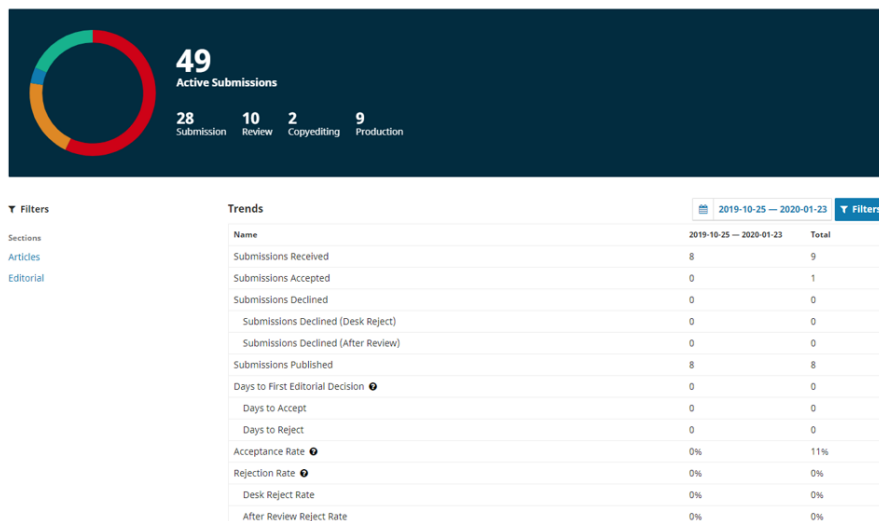 49
Active Submissions
28 10 2 9
Submission Review Copyediting Production
Filters
Trends 2019-10-25 — 2020-01-23 Filters
Sections
Articles
Editorial
Name 2019-10-25 — 2020-01-23 Total
Submissions Received 8 9
Submissions Accepted 0 1
Submissions Declined 0 0
Submissions Declined (Desk Reject) 0 0
Submissions Declined (After Review) 0 0
Submissions Published 8 8
Days to First Editorial Decision ? 0 0
Days to Accept 0 0
Days to Reject 0 0
Acceptance Rate ? 0% 11%
Rejection Rate ? 0% 0%
Desk Reject Rate 0% 0%
After Review Reject Rate 0% 0%